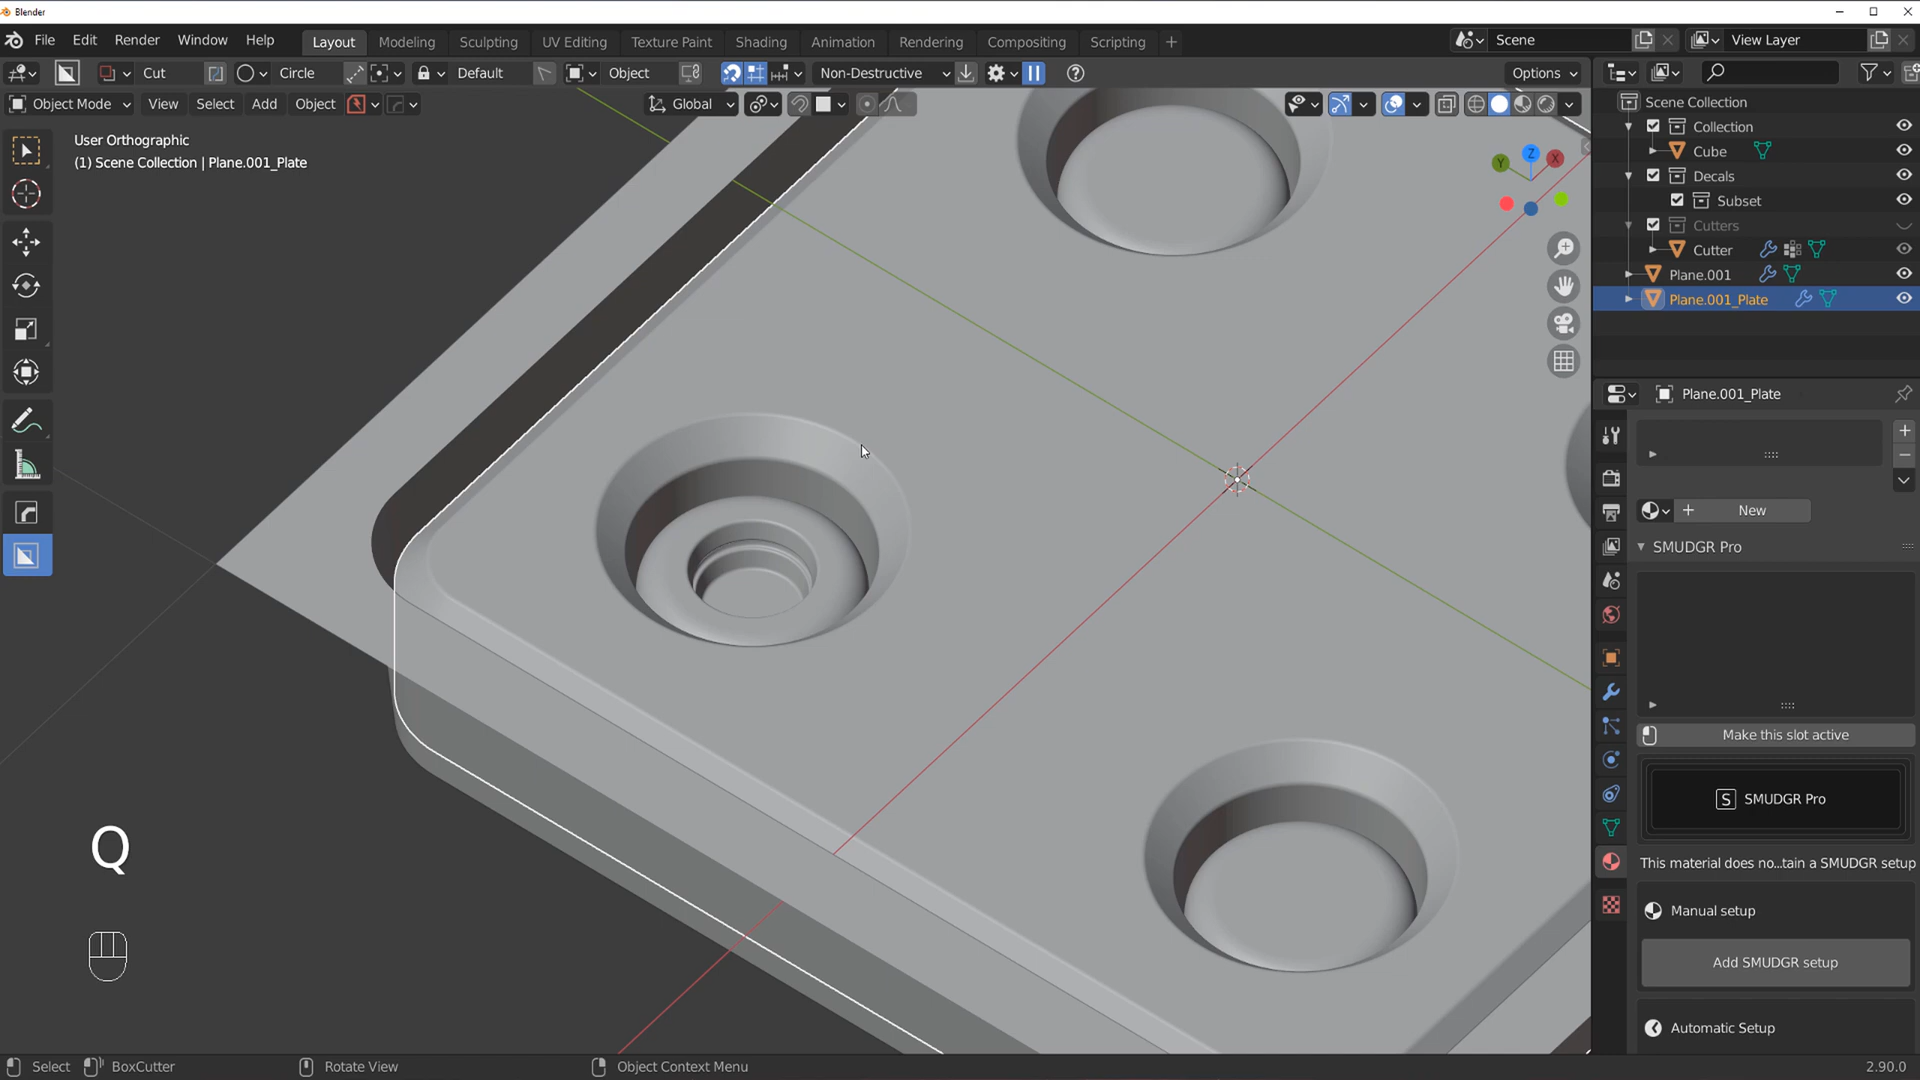 Blender
File Edit Render Window Help Layout Modeling Sculpting UV Editing Texture Paint Shading Animation Rendering Compositing Scripting + Scene View Layer
Cut Circle Default Object Non-Destructive Options
Object Mode View Select Add Object Global
User Orthographic
(1) Scene Collection | Plane.001_Plate
Z
X
Y
Q
Scene Collection
Collection
Cube
Decals
Subset
Cutters
Cutter
Plane.001
Plane.001_Plate
Plane.001_Plate
New
SMUDGR Pro
Make this slot active
S SMUDGR Pro
This material does no...tain a SMUDGR setup
Manual setup
Add SMUDGR setup
Automatic Setup
Select BoxCutter Rotate View Object Context Menu 2.90.0